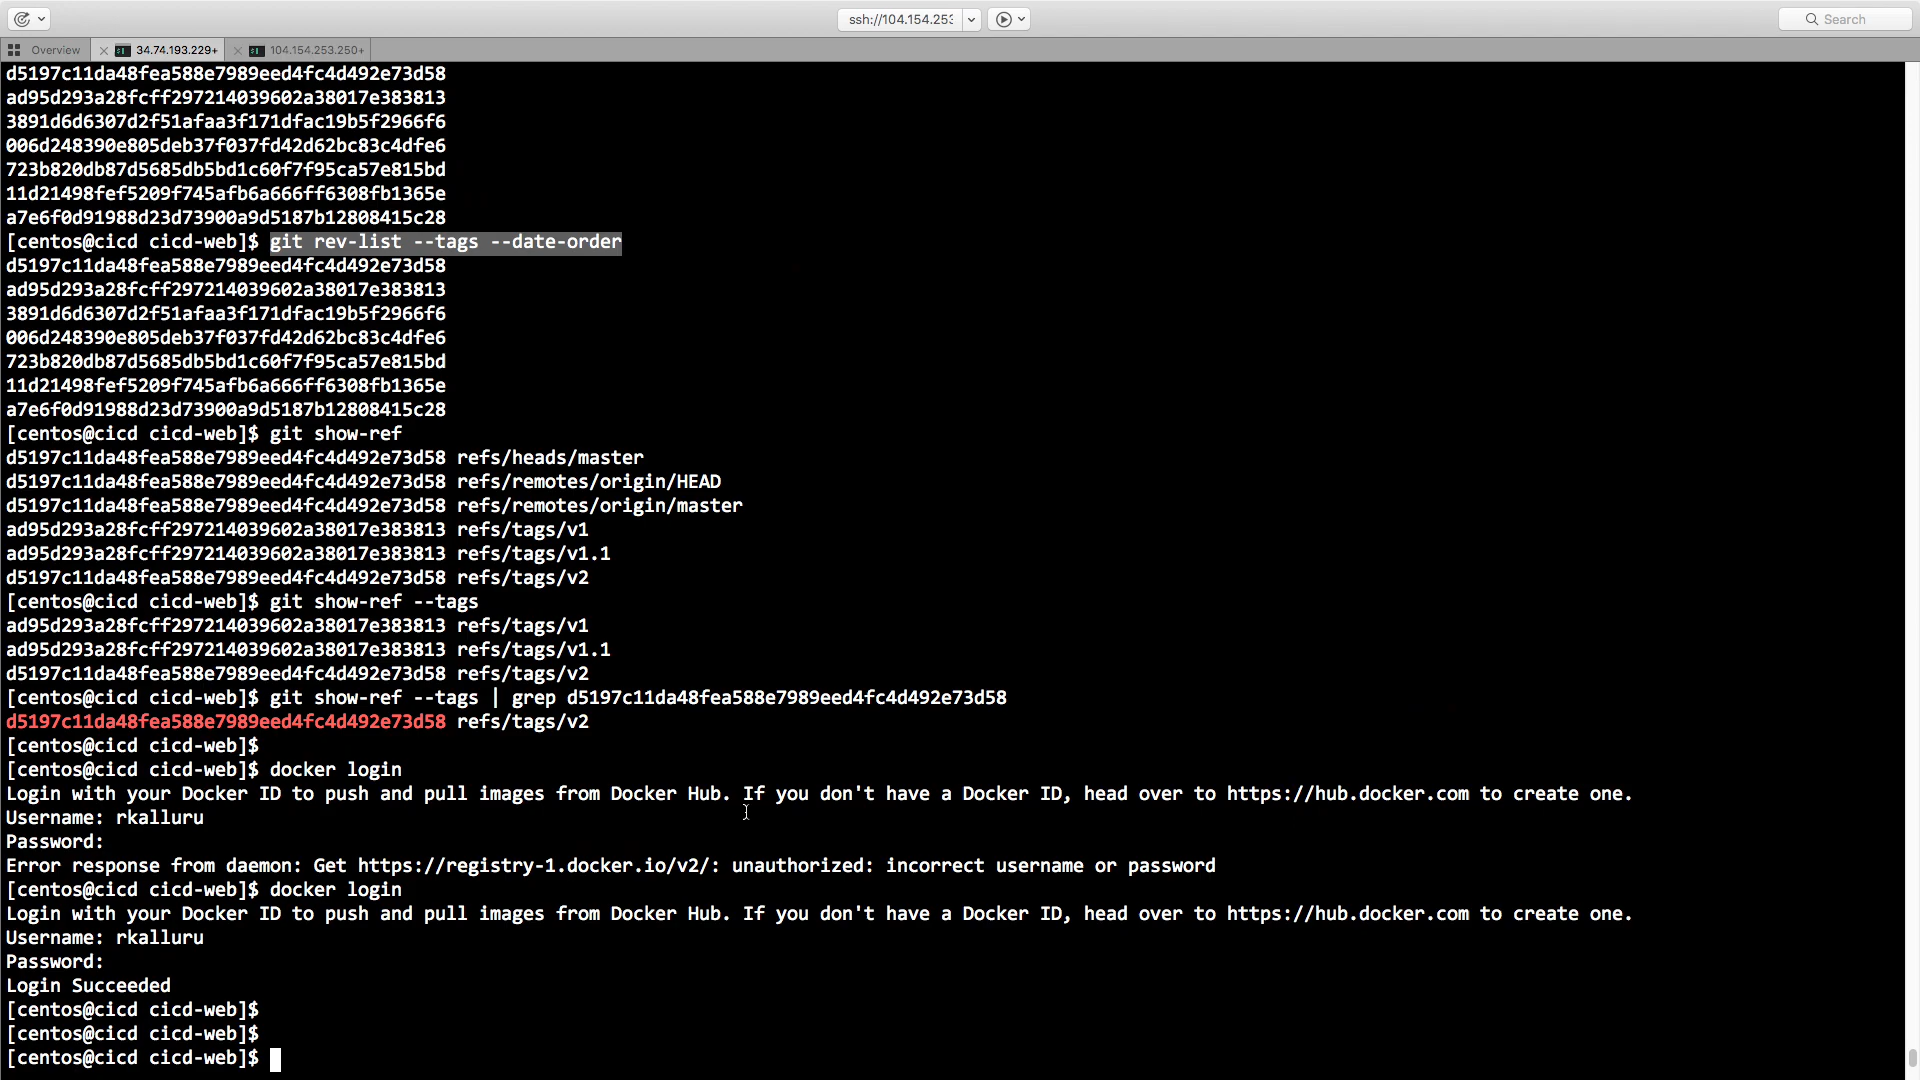 ssh://104.154.253
Search
Overview
34.74.193.229+
104.154.253.250+
d5197c11da48fea588e7989eed4fc4d492e73d58
ad95d293a28fcff297214039602a38017e383813
3891d6d6307d2f51afaa3f171dfac19b5f2966f6
006d248390e805deb37f037fd42d62bc83c4dfe6
723b820db87d5685db5bd1c60f7f95ca57e815bd
11d21498fef5209f745afb6a666ff6308fb1365e
a7e6f0d91988d23d73900a9d5187b12808415c28
[centos@cicd cicd-web]$ git rev-list --tags --date-order
d5197c11da48fea588e7989eed4fc4d492e73d58
ad95d293a28fcff297214039602a38017e383813
3891d6d6307d2f51afaa3f171dfac19b5f2966f6
006d248390e805deb37f037fd42d62bc83c4dfe6
723b820db87d5685db5bd1c60f7f95ca57e815bd
11d21498fef5209f745afb6a666ff6308fb1365e
a7e6f0d91988d23d73900a9d5187b12808415c28
[centos@cicd cicd-web]$ git show-ref
d5197c11da48fea588e7989eed4fc4d492e73d58 refs/heads/master
d5197c11da48fea588e7989eed4fc4d492e73d58 refs/remotes/origin/HEAD
d5197c11da48fea588e7989eed4fc4d492e73d58 refs/remotes/origin/master
ad95d293a28fcff297214039602a38017e383813 refs/tags/v1
ad95d293a28fcff297214039602a38017e383813 refs/tags/v1.1
d5197c11da48fea588e7989eed4fc4d492e73d58 refs/tags/v2
[centos@cicd cicd-web]$ git show-ref --tags
ad95d293a28fcff297214039602a38017e383813 refs/tags/v1
ad95d293a28fcff297214039602a38017e383813 refs/tags/v1.1
d5197c11da48fea588e7989eed4fc4d492e73d58 refs/tags/v2
[centos@cicd cicd-web]$ git show-ref --tags | grep d5197c11da48fea588e7989eed4fc4d492e73d58
d5197c11da48fea588e7989eed4fc4d492e73d58 refs/tags/v2
[centos@cicd cicd-web]$
[centos@cicd cicd-web]$ docker login
Login with your Docker ID to push and pull images from Docker Hub. If you don't have a Docker ID, head over to https://hub.docker.com to create one.
Username: rkalluru
Password:
Error response from daemon: Get https://registry-1.docker.io/v2/: unauthorized: incorrect username or password
[centos@cicd cicd-web]$ docker login
Login with your Docker ID to push and pull images from Docker Hub. If you don't have a Docker ID, head over to https://hub.docker.com to create one.
Username: rkalluru
Password:
Login Succeeded
[centos@cicd cicd-web]$
[centos@cicd cicd-web]$
[centos@cicd cicd-web]$